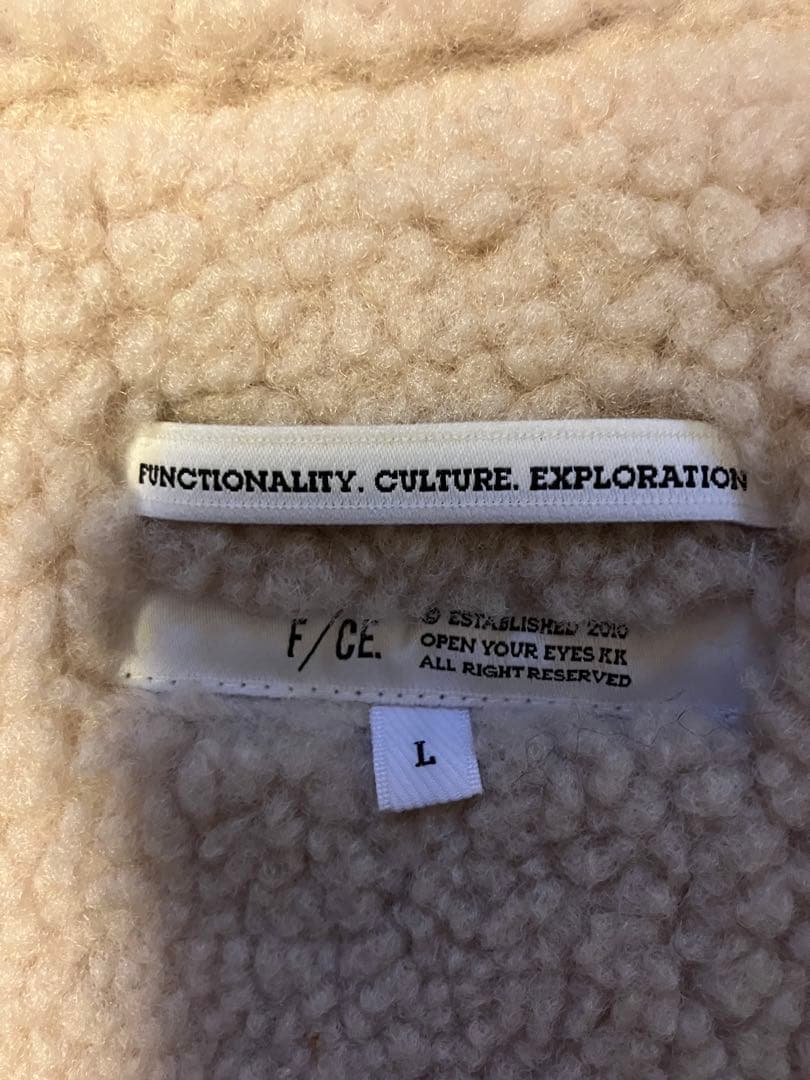 FUNCTIONALITY. CULTURE. EXPLORATION
F/CE.
© ESTABLISHED 2010
OPEN YOUR EYES KK
ALL RIGHT RESERVED
L